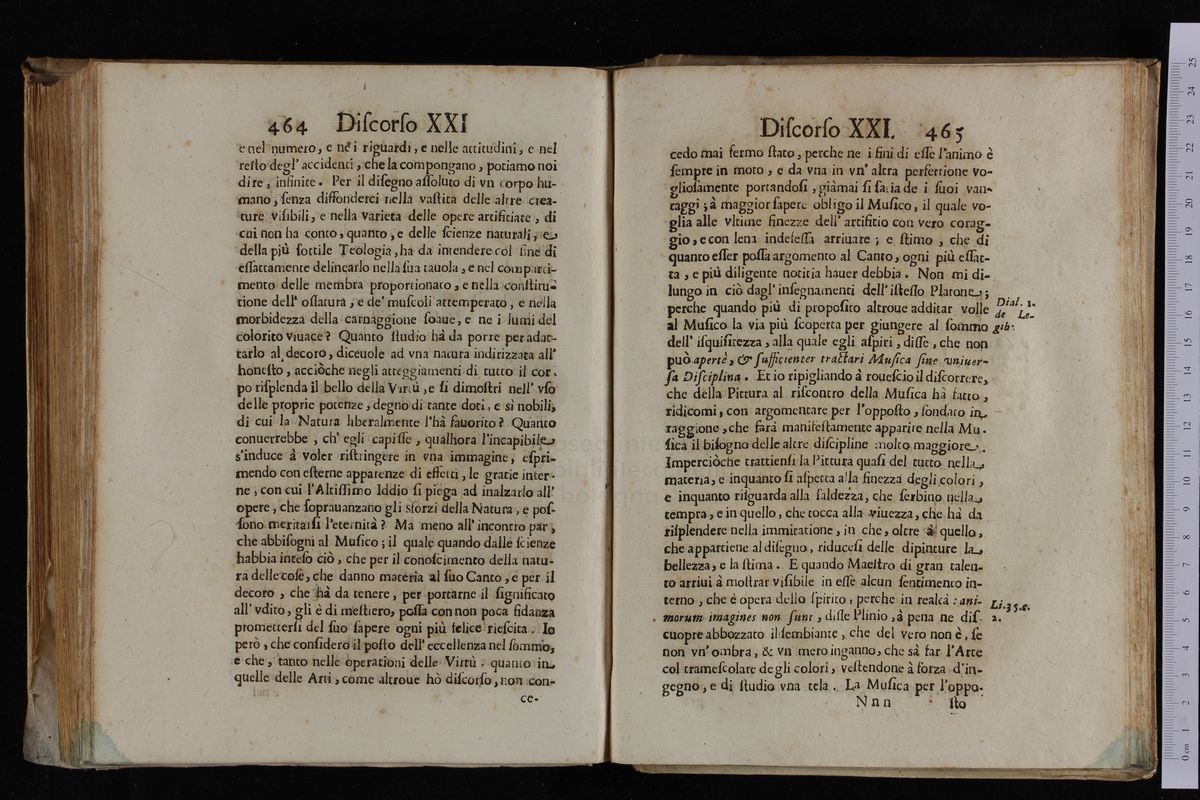 464 Diſcorſo XXI
e nel numero, e ne i riguardi, e nelle attitudini, e nel
reſto degl' accidenti, che la compongano, potiamo noi
dire, infinite. Per il diſegno aſſoluto di vn corpo hu-
mano, ſenza diffonderci nella vaſtita delle altre crea-
ture viſibili, e nella varieta delle opere artifitiate, di
cui non ha conto, quanto, e delle ſcienze naturali, e
della più ſottile Teologia, ha da intendere col fine di
eſſattamente delinearlo nella ſua tauola, e nel comparti-
mento delle membra proportionato, e nella conſtitu-
tione dell' oſſatura, e de' muſcoli attemperato, e nella
morbidezza della carnaggione ſoaue, e ne i lumi del
colorito viuace? Quanto ſtudio hà da porre per adat-
tarlo al decoro, diceuole ad vna natura indirizzata all'
honeſto, acciòche negli atteggiamenti di tutto il cor-
po riſplenda il bello della Virtù, e ſi dimoſtri nell' vſo
delle proprie potenze, degno di tante doti, e sì nobili,
di cui la Natura liberalmente l'hà fauorito? Quanto
conuerrebbe, ch' egli capiſſe, qualhora l'incapibile
s'induce à voler riſtringere in vna immagine, eſpri-
mendo con eſterne apparenze di effetti, le gratie inter-
ne, con cui l'Altiſſimo Iddio ſi piega ad inalzarlo all'
opere, che ſoprauanzano gli sforzi della Natura, e poſ-
ſono meritarſi l'eternità? Ma meno all' incontro par,
che abbiſogni al Muſico; il quale quando dalle ſcienze
habbia inteſo ciò, che per il conoſcimento della natu-
ra delle coſe, che danno materia al ſuo Canto, e per il
decoro, che hà da tenere, per portarne il ſignificato
all' vdito, gli è di meſtiero, poſſa con non poca fidanza
prometterſi del ſuo ſapere ogni più felice rieſcita. Io
però, che conſidero il poſto dell' eccellenza nel ſommo,
e che, tanto nelle operationi delle Virtù, quanto in
quelle delle Arti, come altroue hò diſcorſo, non con-
ce-
Diſcorſo XXI. 465
cedo mai fermo ſtato, perche ne i fini di eſſe l'animo è
ſempre in moto, e da vna in vn' altra perfettione vo-
glioſamente portandoſi, giàmai ſi ſatia de i ſuoi van-
taggi; à maggior ſapere obligo il Muſico, il quale vo-
glia alle vltime finezze dell' artifitio con vero corag-
gio, e con lena indefeſſa arriuare; e ſtimo, che di
quanto eſſer poſſa argomento al Canto, ogni più eſſat-
ta, e più diligente notitia hauer debbia. Non mi di-
lungo in ciò dagl' inſegnamenti dell' iſteſſo Platone;
perche quando più di propoſito altroue additar volle
al Muſico la via più ſcoperta per giungere al ſommo
dell' iſquiſitezza, alla quale egli aſpiri, diſſe, che non
può apertè, & ſufficienter tractari Muſica ſine vniuer-
ſa Diſciplina. Et io ripigliando à roueſcio il diſcorrere,
che della Pittura al riſcontro della Muſica hà fatto,
ridicomi, con argomentare per l'oppoſto, fondato in
raggione, che farà manifeſtamente apparire nella Mu-
ſica il biſogno delle altre diſcipline molto maggiore.
Imperciòche trattienſi la Pittura quaſi del tutto nella
materia, e inquanto ſi aſpetta alla finezza degli colori,
e inquanto riſguarda alla ſaldezza, che ſerbino nella
tempra, e in quello, che tocca alla viuezza, che hà da
riſplendere nella immitatione, in che, oltre à quello,
che appartiene al diſegno, riduceſi delle dipinture la
bellezza, e la ſtima. E quando Maeſtro di gran talen-
to arriui à moſtrar viſibile in eſſe alcun ſentimento in-
terno, che è opera dello ſpirito, perche in realtà: ani-
morum imagines non ſunt, diſſe Plinio, à pena ne diſ-
cuopre abbozzato il ſembiante, che del vero non è, ſe
non vn' ombra, & vn mero inganno, che sà far l'Arte
col trameſcolare degli colori, veſtendone à forza d'in-
gegno, e di ſtudio vna tela. La Muſica per l'oppo-
Nnn ſto
Dial. 1.
de Le-
gib.
Li. 35. c.
2.